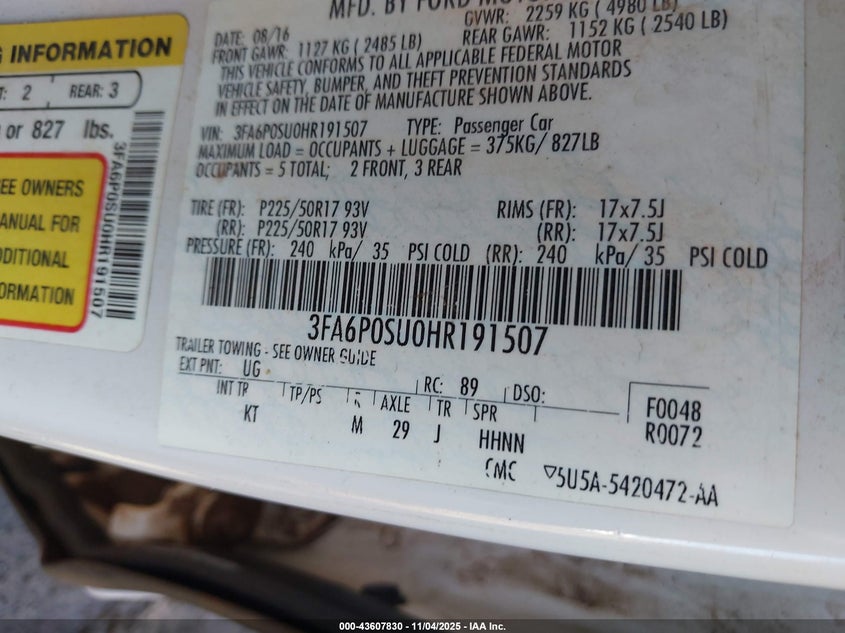 MFD. BY FORD MOTOR
DATE: 08/16 GVWR: 2259 KG ( 4980 LB)
FRONT GAWR: 1127 KG ( 2485 LB) REAR GAWR: 1152 KG ( 2540 LB)
THIS VEHICLE CONFORMS TO ALL APPLICABLE FEDERAL MOTOR
VEHICLE SAFETY, BUMPER, AND THEFT PREVENTION STANDARDS
IN EFFECT ON THE DATE OF MANUFACTURE SHOWN ABOVE.
VIN: 3FA6P0SU0HR191507 TYPE: Passenger Car
MAXIMUM LOAD = OCCUPANTS + LUGGAGE = 375KG/ 827LB
OCCUPANTS = 5 TOTAL; 2 FRONT, 3 REAR
TIRE (FR): P225/50R17 93V RIMS (FR): 17x7.5J
(RR): P225/50R17 93V (RR): 17x7.5J
PRESSURE (FR): 240 kPa/ 35 PSI COLD (RR): 240 kPa/ 35 PSI COLD
3FA6P0SU0HR191507
TRAILER TOWING - SEE OWNER GUIDE
EXT PNT: UG RC: 89 DSO:
INT TR TP/PS R AXLE TR SPR F0048
KT M 29 J HHNN R0072
CMC ▽5U5A-5420472-AA
INFORMATION
2 REAR: 3
or 827 lbs.
OWNERS
MANUAL FOR
3FA6P0SU0HR191507
000-43607830 - 11/04/2025 - IAA Inc.